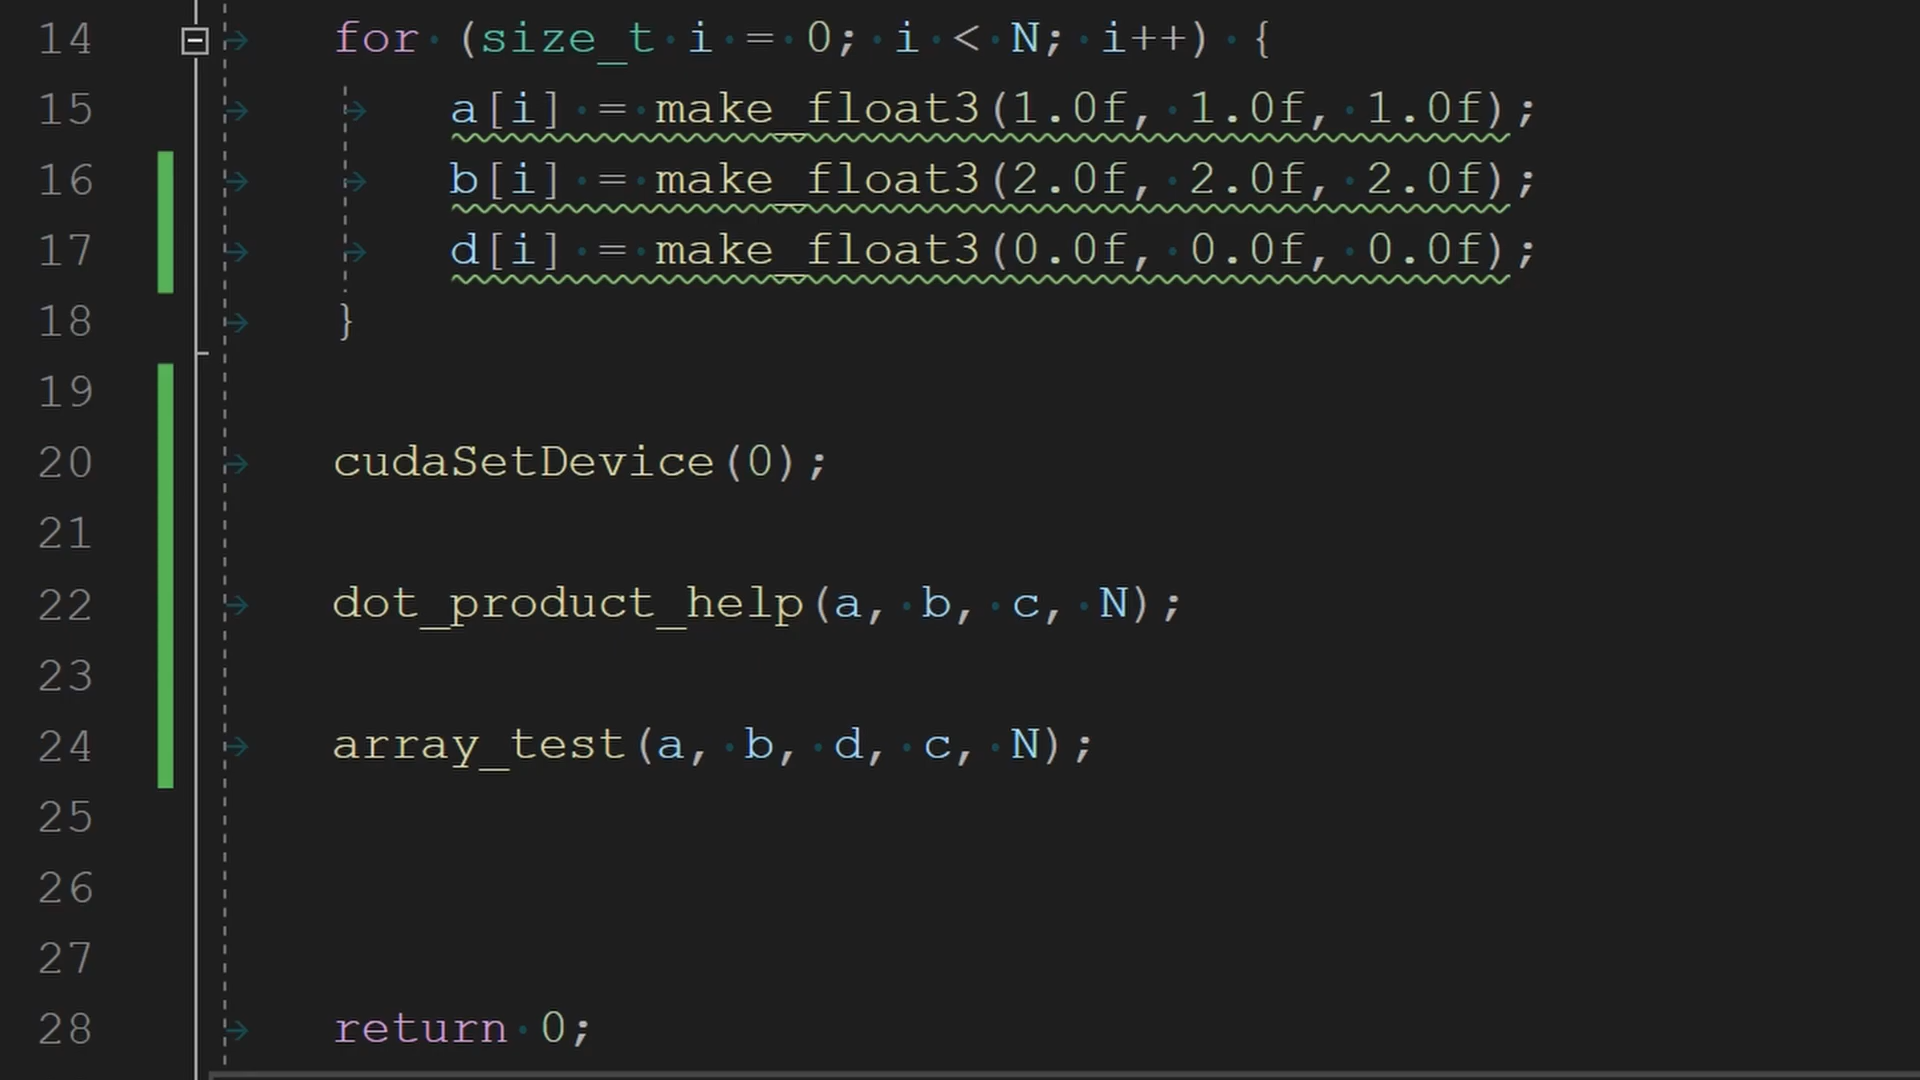 14 for (size_t i = 0; i < N; i++) {
15 a[i] = make_float3(1.0f, 1.0f, 1.0f);
16 b[i] = make_float3(2.0f, 2.0f, 2.0f);
17 d[i] = make_float3(0.0f, 0.0f, 0.0f);
18 }
19
20 cudaSetDevice(0);
21
22 dot_product_help(a, b, c, N);
23
24 array_test(a, b, d, c, N);
25
26
27
28 return 0;